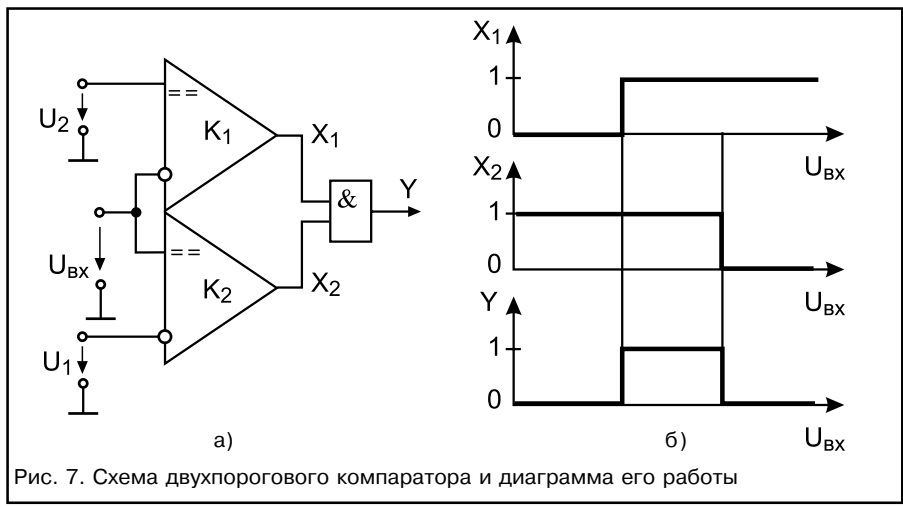 U2
==
K1
X1
&
Y
Uвх
==
K2
X2
U1
а)
X1
1
0
Uвх
X2
1
0
Uвх
Y
1
0
Uвх
б)
Рис. 7. Схема двухпорогового компаратора и диаграмма его работы